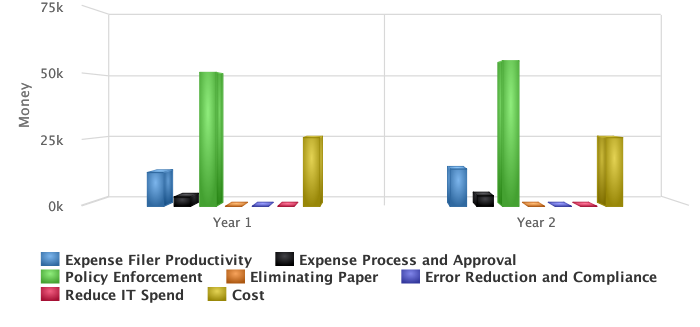 75k
50k
25k
0k
Money
Year 1
Year 2
Expense Filer Productivity Expense Process and Approval
Policy Enforcement Eliminating Paper Error Reduction and Compliance
Reduce IT Spend Cost